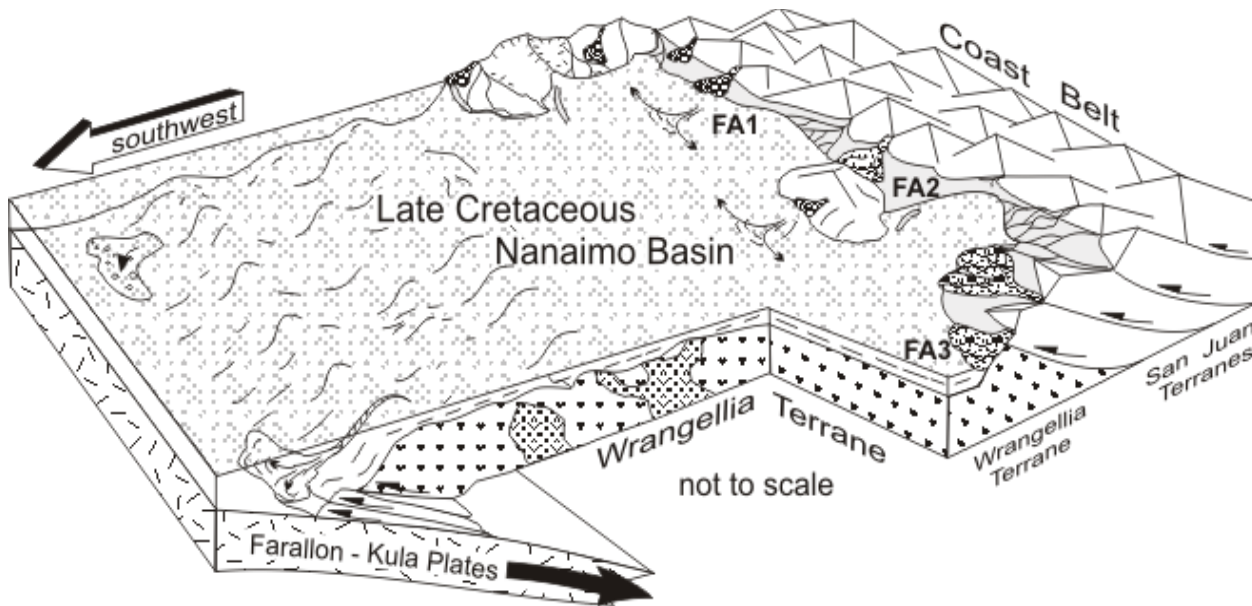 Coast Belt
southwest
FA1
FA2
Late Cretaceous
Nanaimo Basin
FA3
San Juan
Terranes
Wrangellia Terrane
Wrangellia
Terrane
not to scale
Farallon - Kula Plates